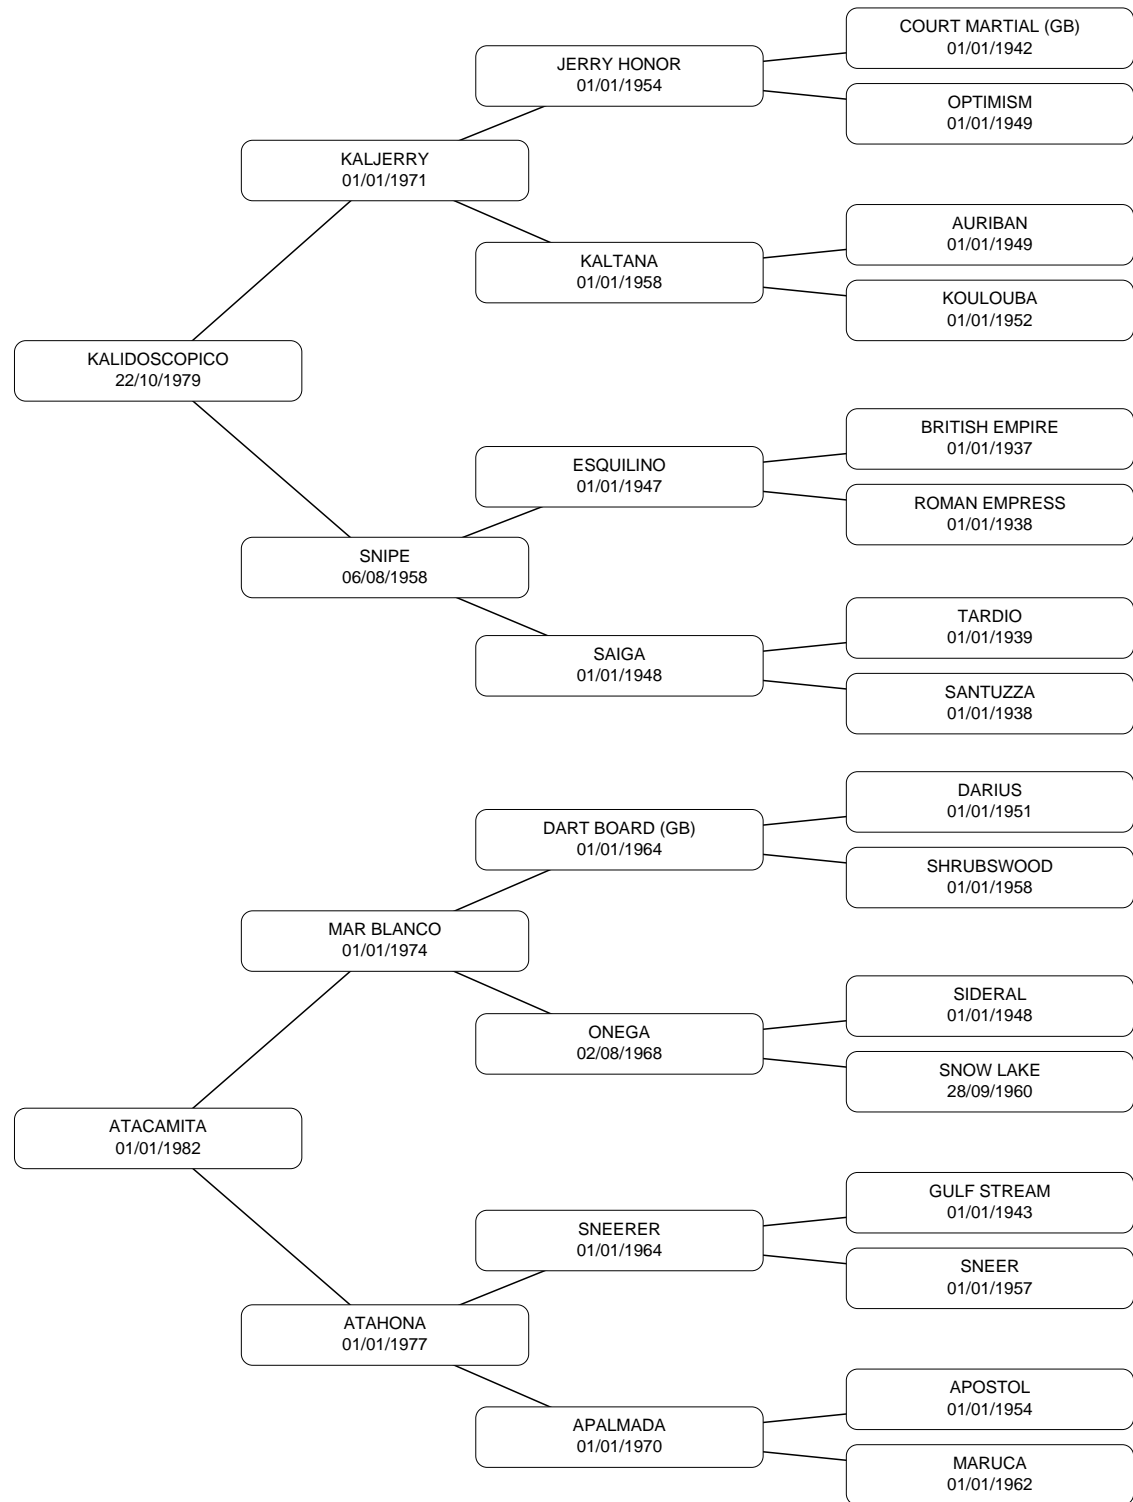 COURT MARTIAL (GB)
01/01/1942
JERRY HONOR
01/01/1954
OPTIMISM
01/01/1949
KALJERRY
01/01/1971
AURIBAN
01/01/1949
KALTANA
01/01/1958
KOULOUBA
01/01/1952
KALIDOSCOPICO
22/10/1979
BRITISH EMPIRE
01/01/1937
ESQUILINO
01/01/1947
ROMAN EMPRESS
01/01/1938
SNIPE
06/08/1958
TARDIO
01/01/1939
SAIGA
01/01/1948
SANTUZZA
01/01/1938
DARIUS
01/01/1951
DART BOARD (GB)
01/01/1964
SHRUBSWOOD
01/01/1958
MAR BLANCO
01/01/1974
SIDERAL
01/01/1948
ONEGA
02/08/1968
SNOW LAKE
28/09/1960
ATACAMITA
01/01/1982
GULF STREAM
01/01/1943
SNEERER
01/01/1964
SNEER
01/01/1957
ATAHONA
01/01/1977
APOSTOL
01/01/1954
APALMADA
01/01/1970
MARUCA
01/01/1962